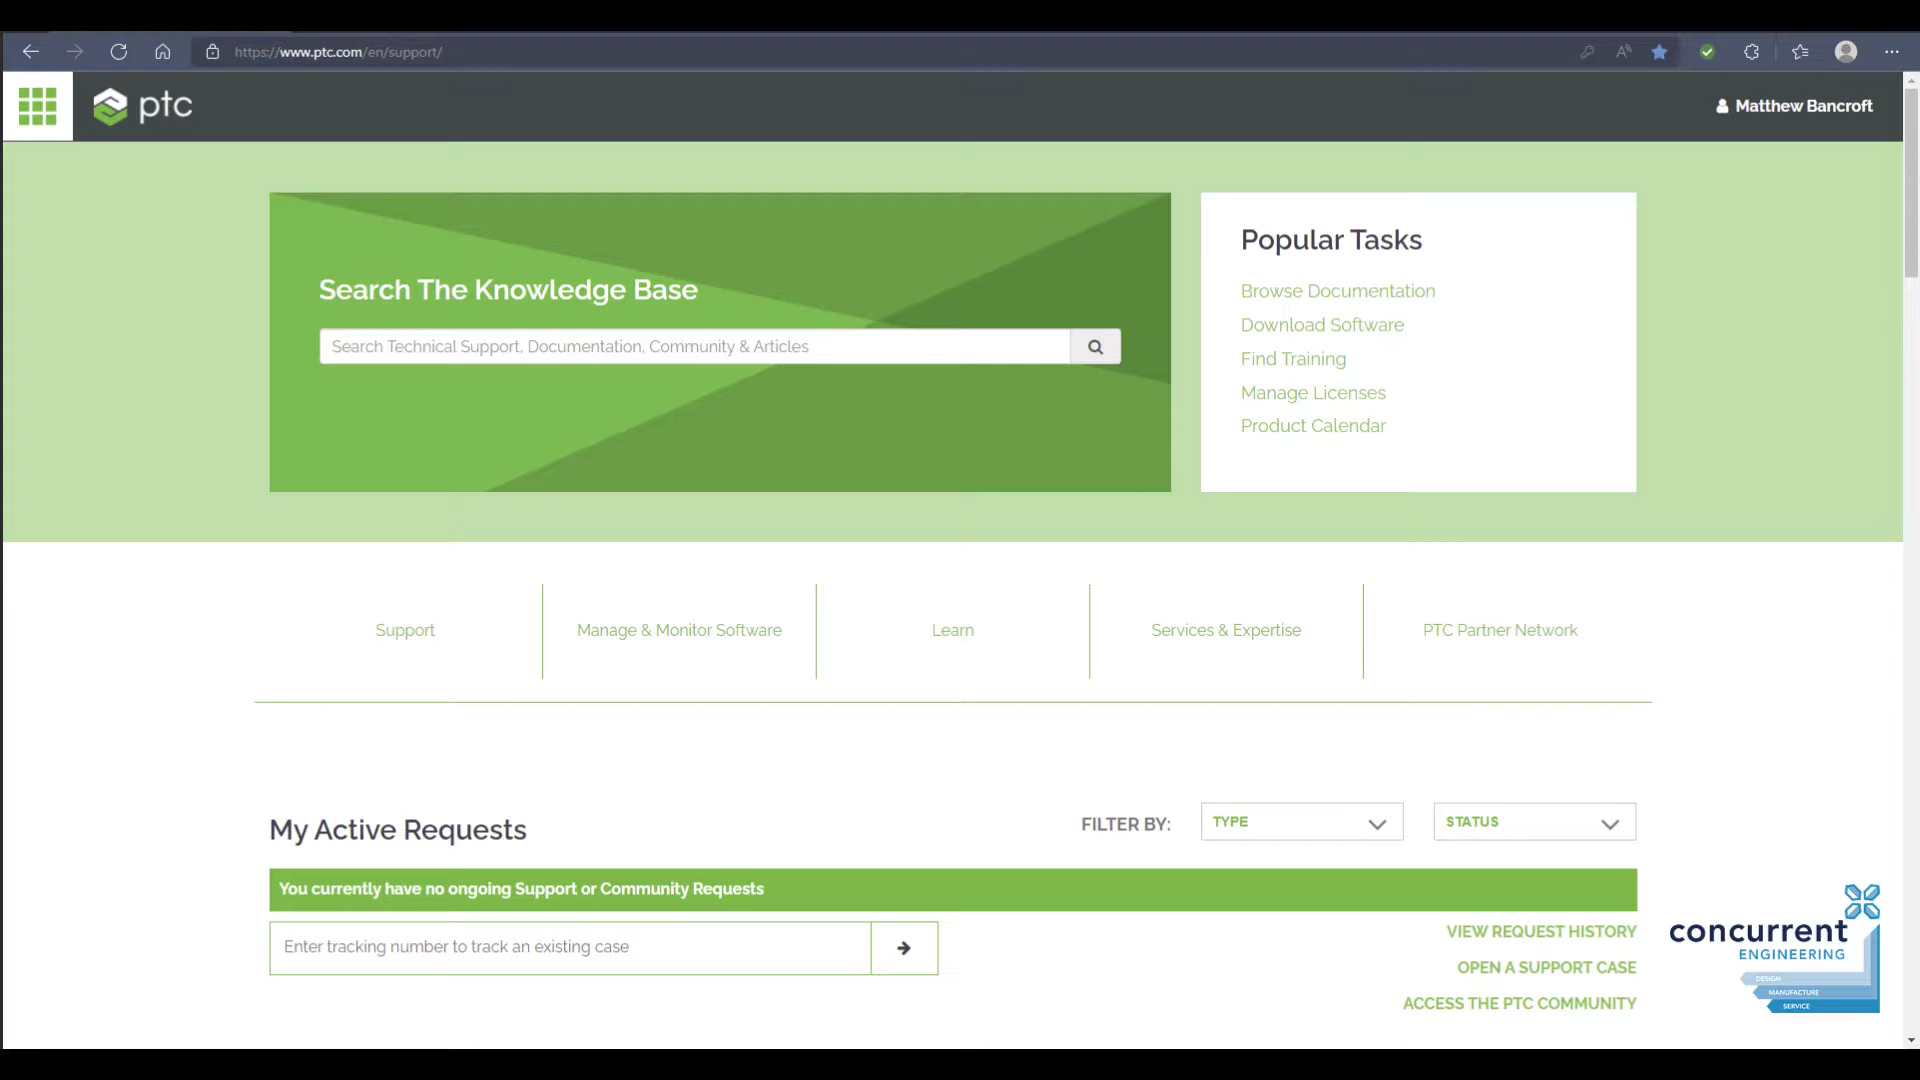 https://www.ptc.com/en/support/
ptc
Matthew Bancroft
Search The Knowledge Base
Search Technical Support, Documentation, Community & Articles
Popular Tasks
Browse Documentation
Download Software
Find Training
Manage Licenses
Product Calendar
Support
Manage & Monitor Software
Learn
Services & Expertise
PTC Partner Network
My Active Requests
FILTER BY:
TYPE
STATUS
You currently have no ongoing Support or Community Requests
Enter tracking number to track an existing case
VIEW REQUEST HISTORY
OPEN A SUPPORT CASE
ACCESS THE PTC COMMUNITY
concurrent
ENGINEERING
DESIGN
MANUFACTURE
SERVICE